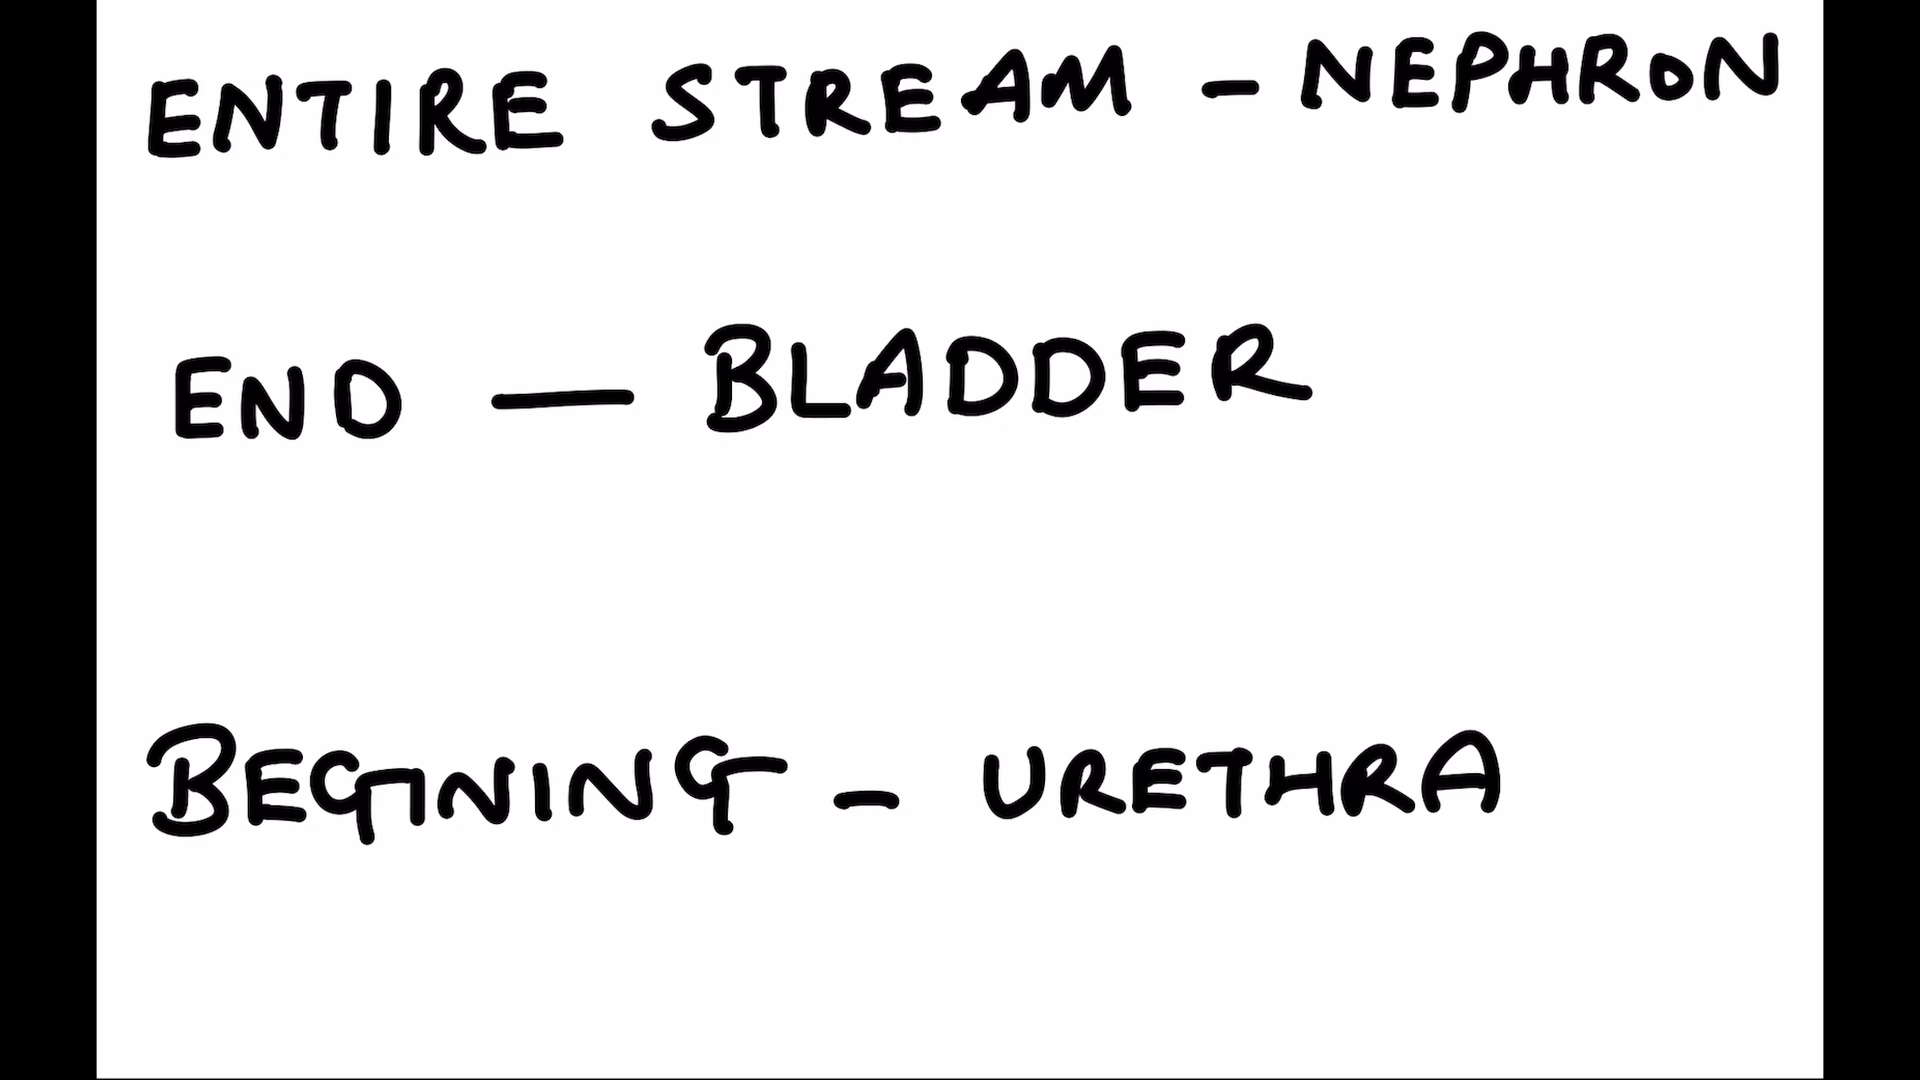 ENTIRE STREAM - NEPHRON
END — BLADDER
BEGINING - URETHRA